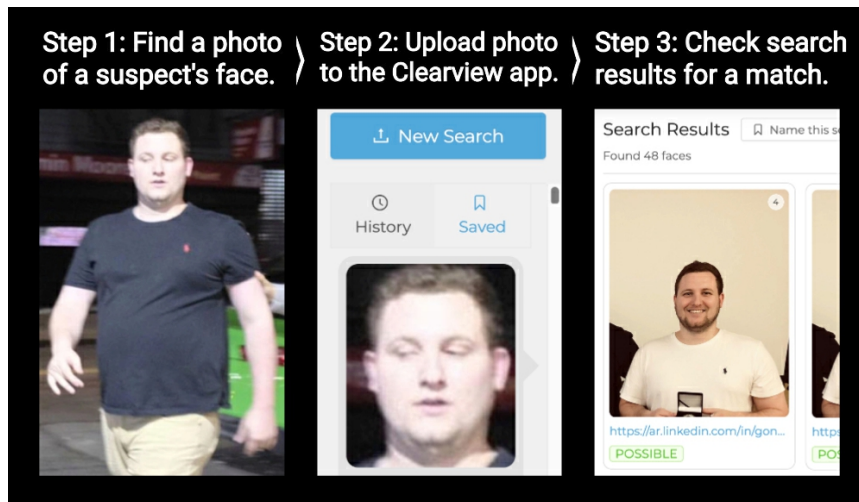 Step 1: Find a photo
of a suspect's face.
Step 2: Upload photo
to the Clearview app.
Step 3: Check search
results for a match.
New Search
History
Saved
Search Results
Name this s
Found 48 faces
4
https://ar.linkedin.com/in/gon...
https
POSSIBLE
PO